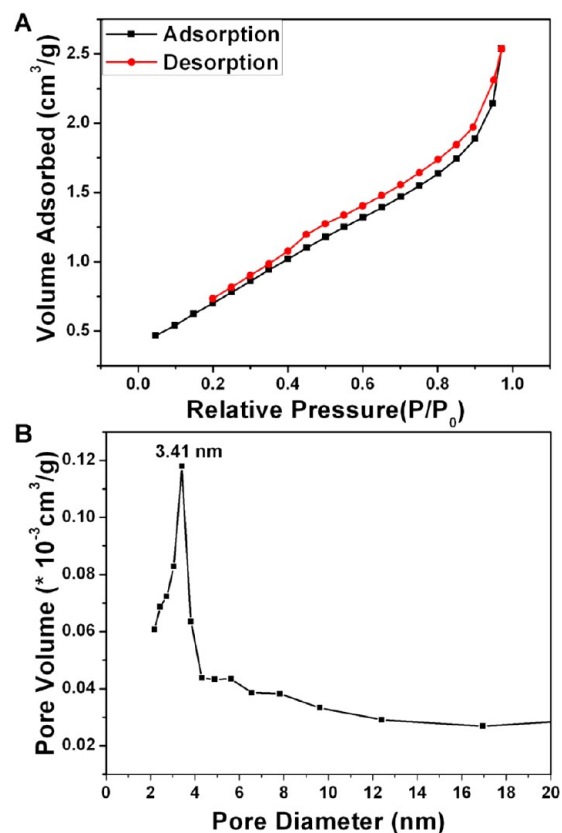 A
Adsorption
Desorption
Volume Adsorbed (cm³/g)
2.5
2.0
1.5
1.0
0.5
0.0 0.2 0.4 0.6 0.8 1.0
Relative Pressure(P/P₀)
B
3.41 nm
Pore Volume (* 10⁻³cm³/g)
0.12
0.10
0.08
0.06
0.04
0.02
0 2 4 6 8 10 12 14 16 18 20
Pore Diameter (nm)